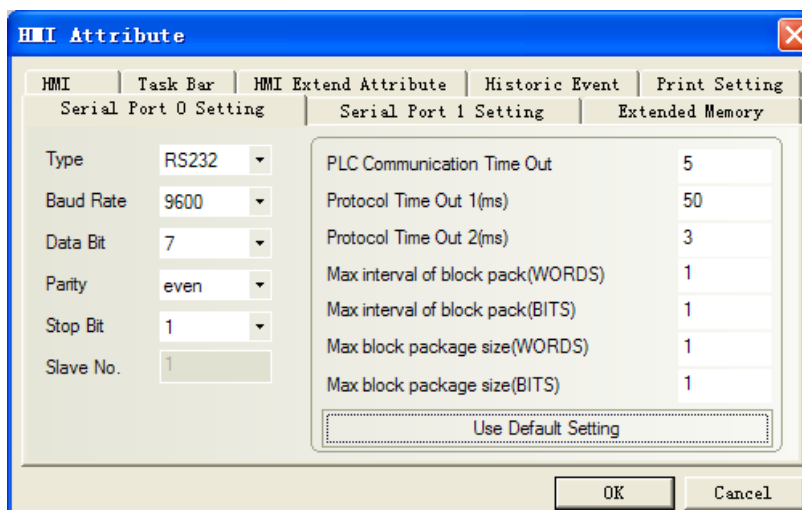 HMI Attribute
HMI Task Bar HMI Extend Attribute Historic Event Print Setting
Serial Port 0 Setting Serial Port 1 Setting Extended Memory
Type RS232
Baud Rate 9600
Data Bit 7
Parity even
Stop Bit 1
Slave No. 1
PLC Communication Time Out 5
Protocol Time Out 1(ms) 50
Protocol Time Out 2(ms) 3
Max interval of block pack(WORDS) 1
Max interval of block pack(BITS) 1
Max block package size(WORDS) 1
Max block package size(BITS) 1
Use Default Setting
OK Cancel